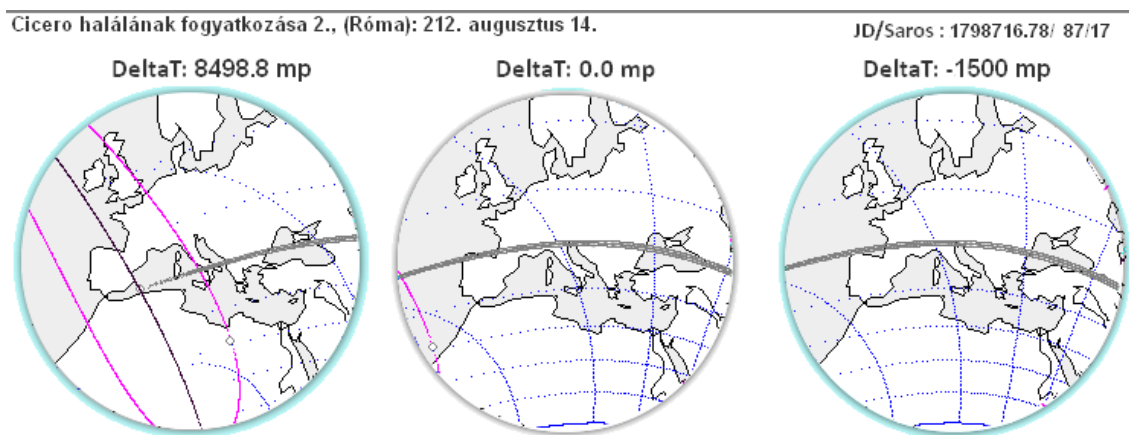 Cicero halálának fogyatkozása 2., (Róma): 212. augusztus 14.
JD/Saros : 1798716.78/ 87/17
DeltaT: 8498.8 mp
DeltaT: 0.0 mp
DeltaT: -1500 mp